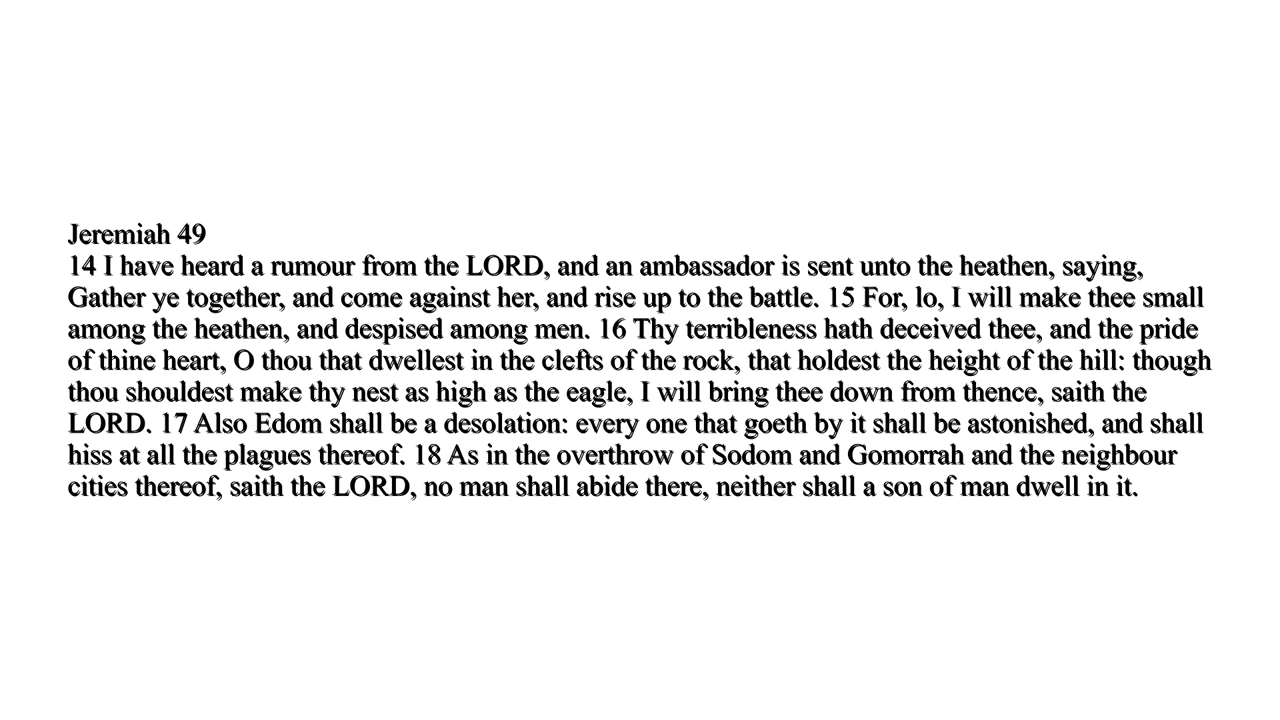 Jeremiah 49
14 I have heard a rumour from the LORD, and an ambassador is sent unto the heathen, saying,
Gather ye together, and come against her, and rise up to the battle. 15 For, lo, I will make thee small
among the heathen, and despised among men. 16 Thy terribleness hath deceived thee, and the pride
of thine heart, O thou that dwellest in the clefts of the rock, that holdest the height of the hill: though
thou shouldest make thy nest as high as the eagle, I will bring thee down from thence, saith the
LORD. 17 Also Edom shall be a desolation: every one that goeth by it shall be astonished, and shall
hiss at all the plagues thereof. 18 As in the overthrow of Sodom and Gomorrah and the neighbour
cities thereof, saith the LORD, no man shall abide there, neither shall a son of man dwell in it.